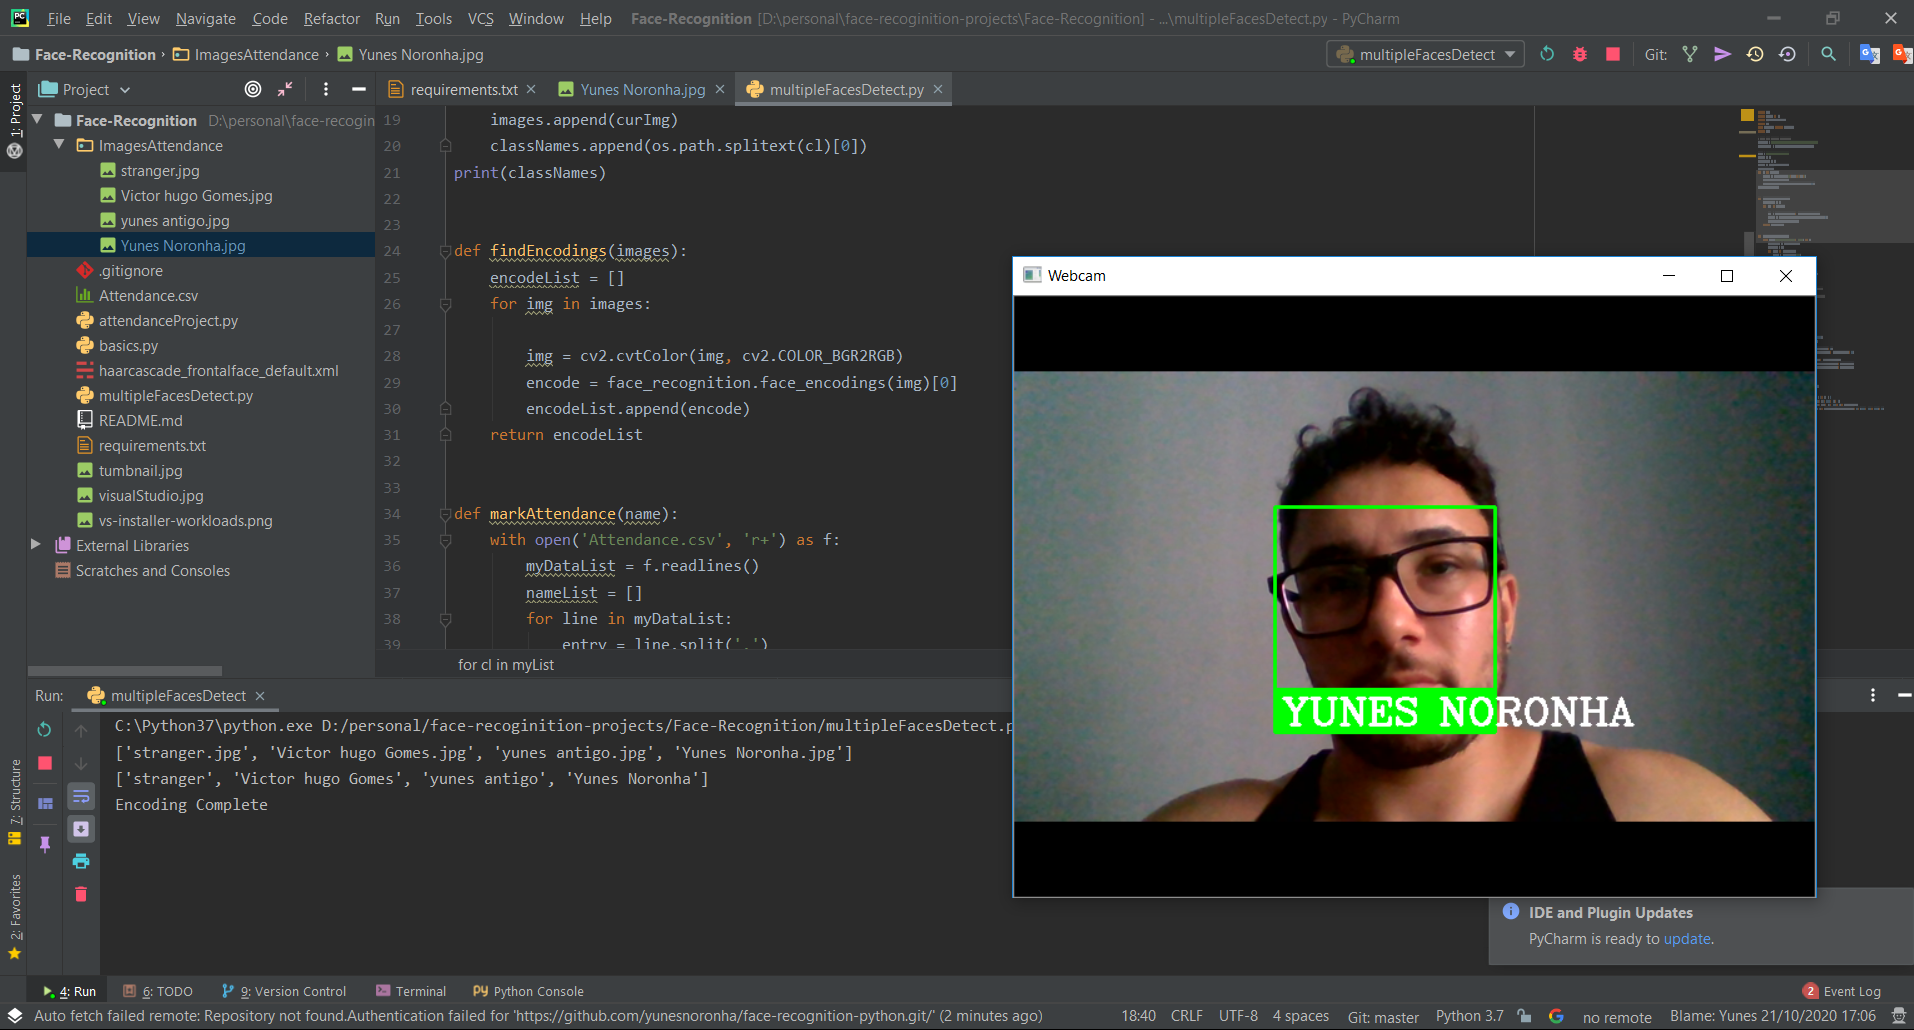 File Edit View Navigate Code Refactor Run Tools VCS Window Help Face-Recognition [D:\personal\face-recoginition-projects\Face-Recognition] - ...\multipleFacesDetect.py - PyCharm
Face-Recognition ImagesAttendance Yunes Noronha.jpg multipleFacesDetect Git:
Project requirements.txt Yunes Noronha.jpg multipleFacesDetect.py
1: Project
Face-Recognition D:\personal\face-recogin
ImagesAttendance
stranger.jpg
Victor hugo Gomes.jpg
yunes antigo.jpg
Yunes Noronha.jpg
.gitignore
Attendance.csv
attendanceProject.py
basics.py
haarcascade_frontalface_default.xml
multipleFacesDetect.py
README.md
requirements.txt
tumbnail.jpg
visualStudio.jpg
vs-installer-workloads.png
External Libraries
Scratches and Consoles
19 images.append(curImg)
20 classNames.append(os.path.splitext(cl)[0])
21 print(classNames)
22
23
24 def findEncodings(images):
25 encodeList = []
26 for img in images:
27
28 img = cv2.cvtColor(img, cv2.COLOR_BGR2RGB)
29 encode = face_recognition.face_encodings(img)[0]
30 encodeList.append(encode)
31 return encodeList
32
33
34 def markAttendance(name):
35 with open('Attendance.csv', 'r+') as f:
36 myDataList = f.readlines()
37 nameList = []
38 for line in myDataList:
39 entry = line.split(',')
for cl in myList
Webcam
YUNES NORONHA
Run: multipleFacesDetect
C:\Python37\python.exe D:/personal/face-recoginition-projects/Face-Recognition/multipleFacesDetect.p
['stranger.jpg', 'Victor hugo Gomes.jpg', 'yunes antigo.jpg', 'Yunes Noronha.jpg']
['stranger', 'Victor hugo Gomes', 'yunes antigo', 'Yunes Noronha']
Encoding Complete
7: Structure
2: Favorites
IDE and Plugin Updates
PyCharm is ready to update.
4: Run 6: TODO 9: Version Control Terminal Python Console 2 Event Log
Auto fetch failed remote: Repository not found.Authentication failed for 'https://github.com/yunesnoronha/face-recognition-python.git/' (2 minutes ago) 18:40 CRLF UTF-8 4 spaces Git: master Python 3.7 no remote Blame: Yunes 21/10/2020 17:06